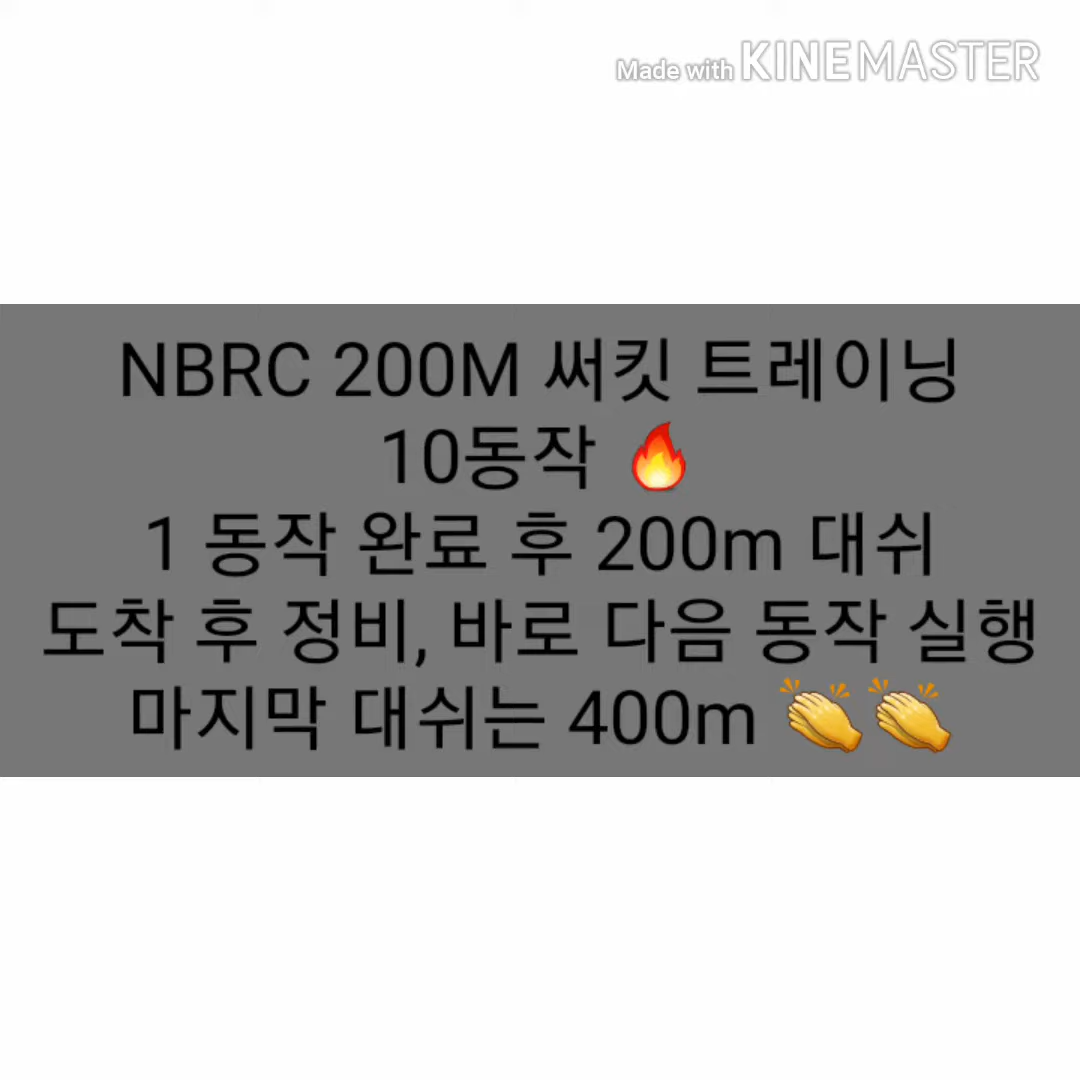 Made with KINEMASTER
NBRC 200M 써킷 트레이닝
10동작 🔥
1 동작 완료 후 200m 대쉬
도착 후 정비, 바로 다음 동작 실행
마지막 대쉬는 400m 👏👏